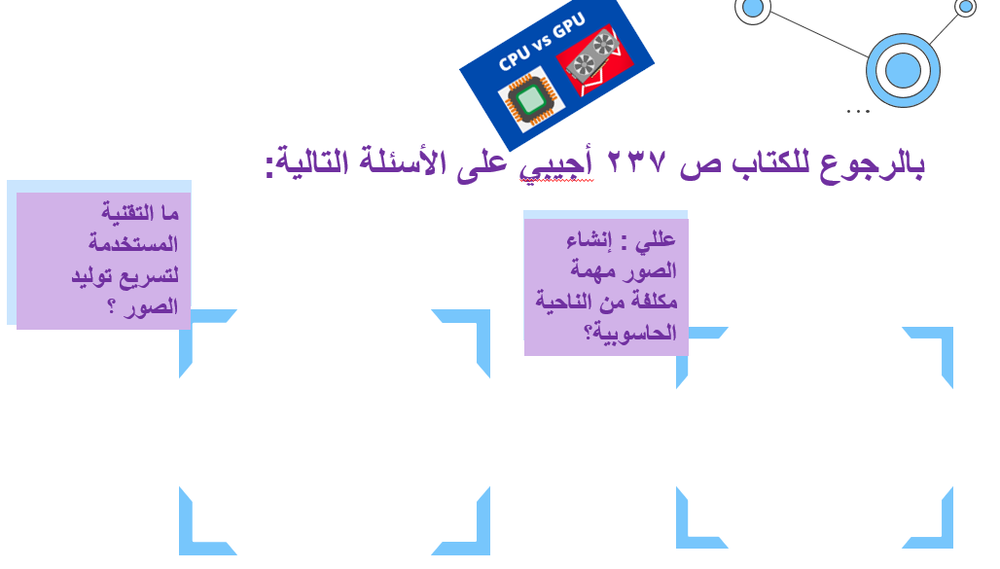 CPU vs GPU
بالرجوع للكتاب ص ٢٣٧ أجيبي على الأسئلة التالية:
عللي : إنشاء
الصور مهمة
مكلفة من الناحية
الحاسوبية؟
ما التقنية
المستخدمة
لتسريع توليد
الصور ؟